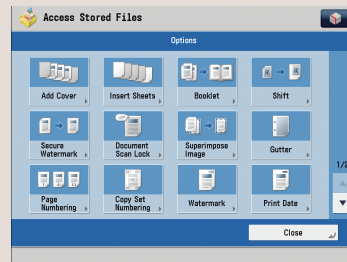 Access Stored Files
Options
Add Cover
Insert Sheets
Booklet
Shift
Secure
Watermark
Document
Scan Lock
Superimpose
Image
Gutter
1/2
Page
Numbering
Copy Set
Numbering
Watermark
Print Date
Close